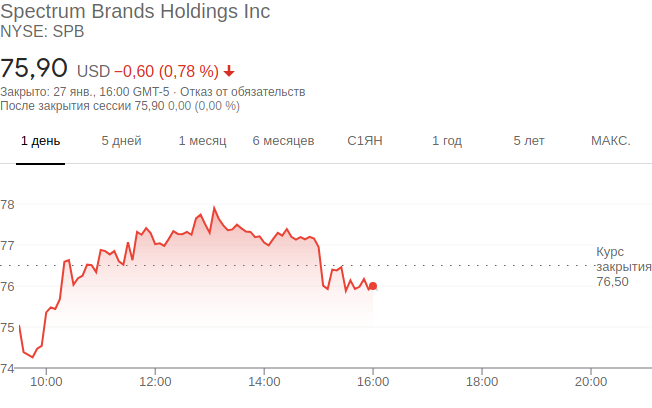 Spectrum Brands Holdings Inc
NYSE: SPB
75,90 USD −0,60 (0,78 %)
Закрыто: 27 янв., 16:00 GMT-5 · Отказ от обязательств
После закрытия сессии 75,90 0,00 (0,00 %)
1 день 5 дней 1 месяц 6 месяцев С1ЯН 1 год 5 лет МАКС.
78
77
Курс
закрытия
76,50
76
75
74
10:00 12:00 14:00 16:00 18:00 20:00